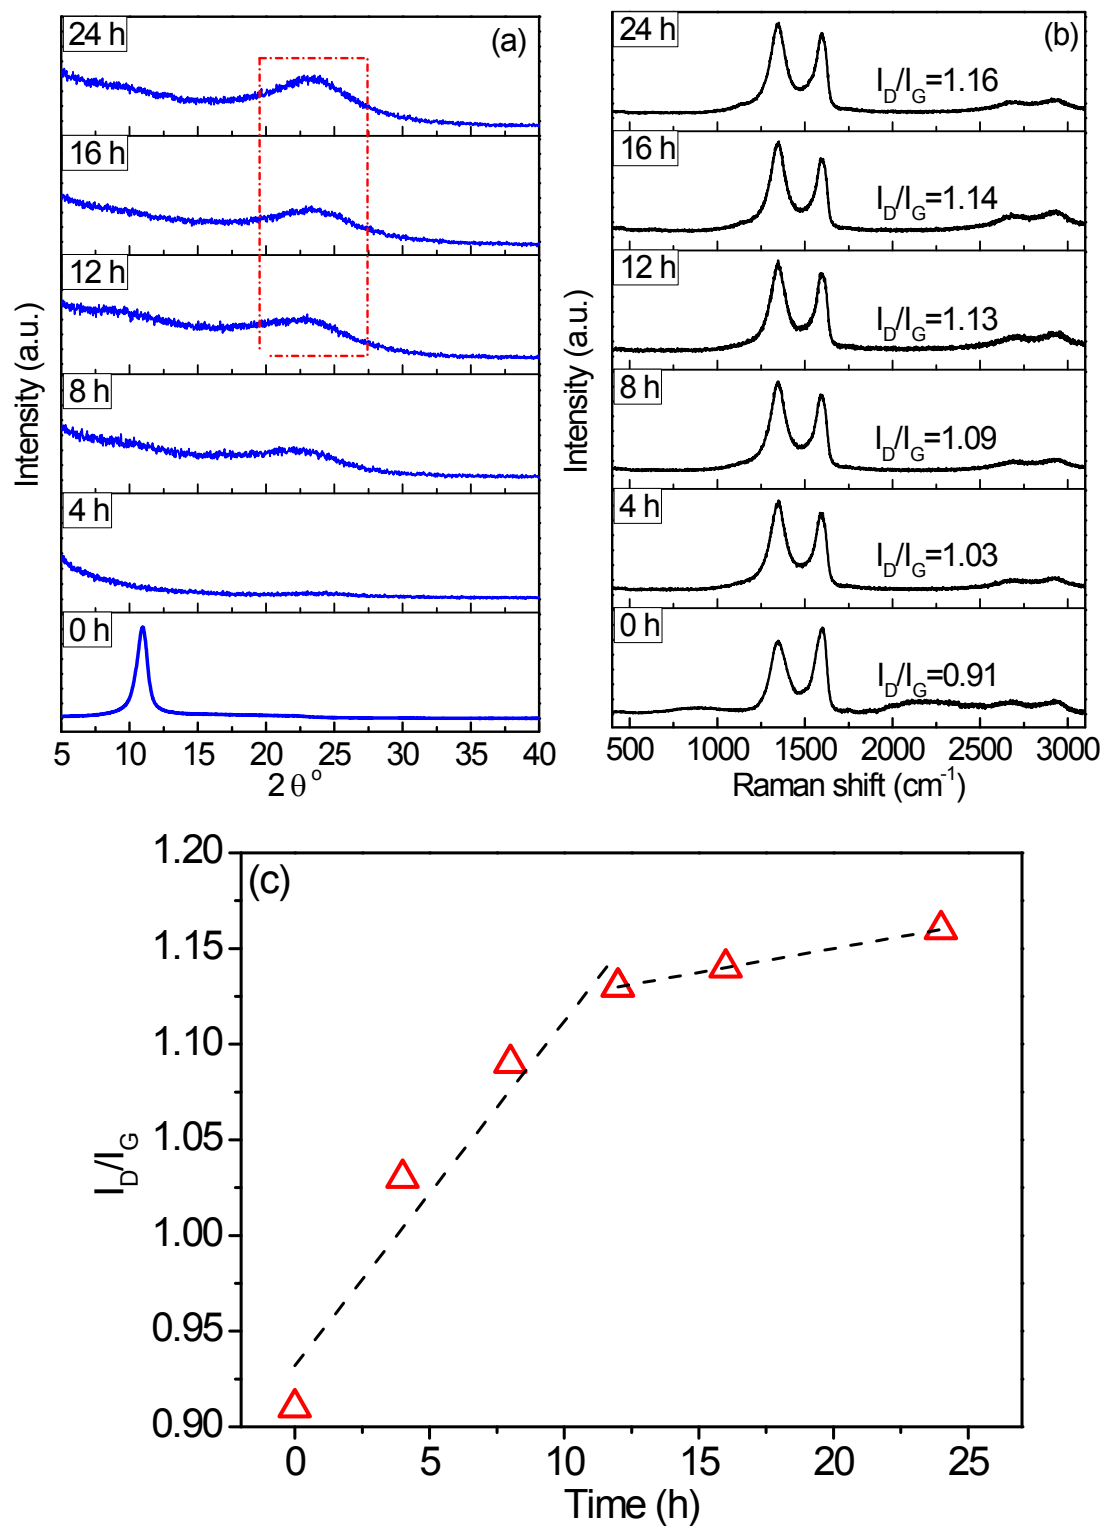 (a)
24 h
16 h
12 h
8 h
4 h
0 h
Intensity (a.u.)
5 10 15 20 25 30 35 40
2 θ °
(b)
24 h
I_D/I_G=1.16
16 h
I_D/I_G=1.14
12 h
I_D/I_G=1.13
8 h
I_D/I_G=1.09
4 h
I_D/I_G=1.03
0 h
I_D/I_G=0.91
Intensity (a.u.)
500 1000 1500 2000 2500 3000
Raman shift (cm⁻¹)
(c)
1.20
1.15
1.10
1.05
1.00
0.95
0.90
I_D/I_G
0 5 10 15 20 25
Time (h)